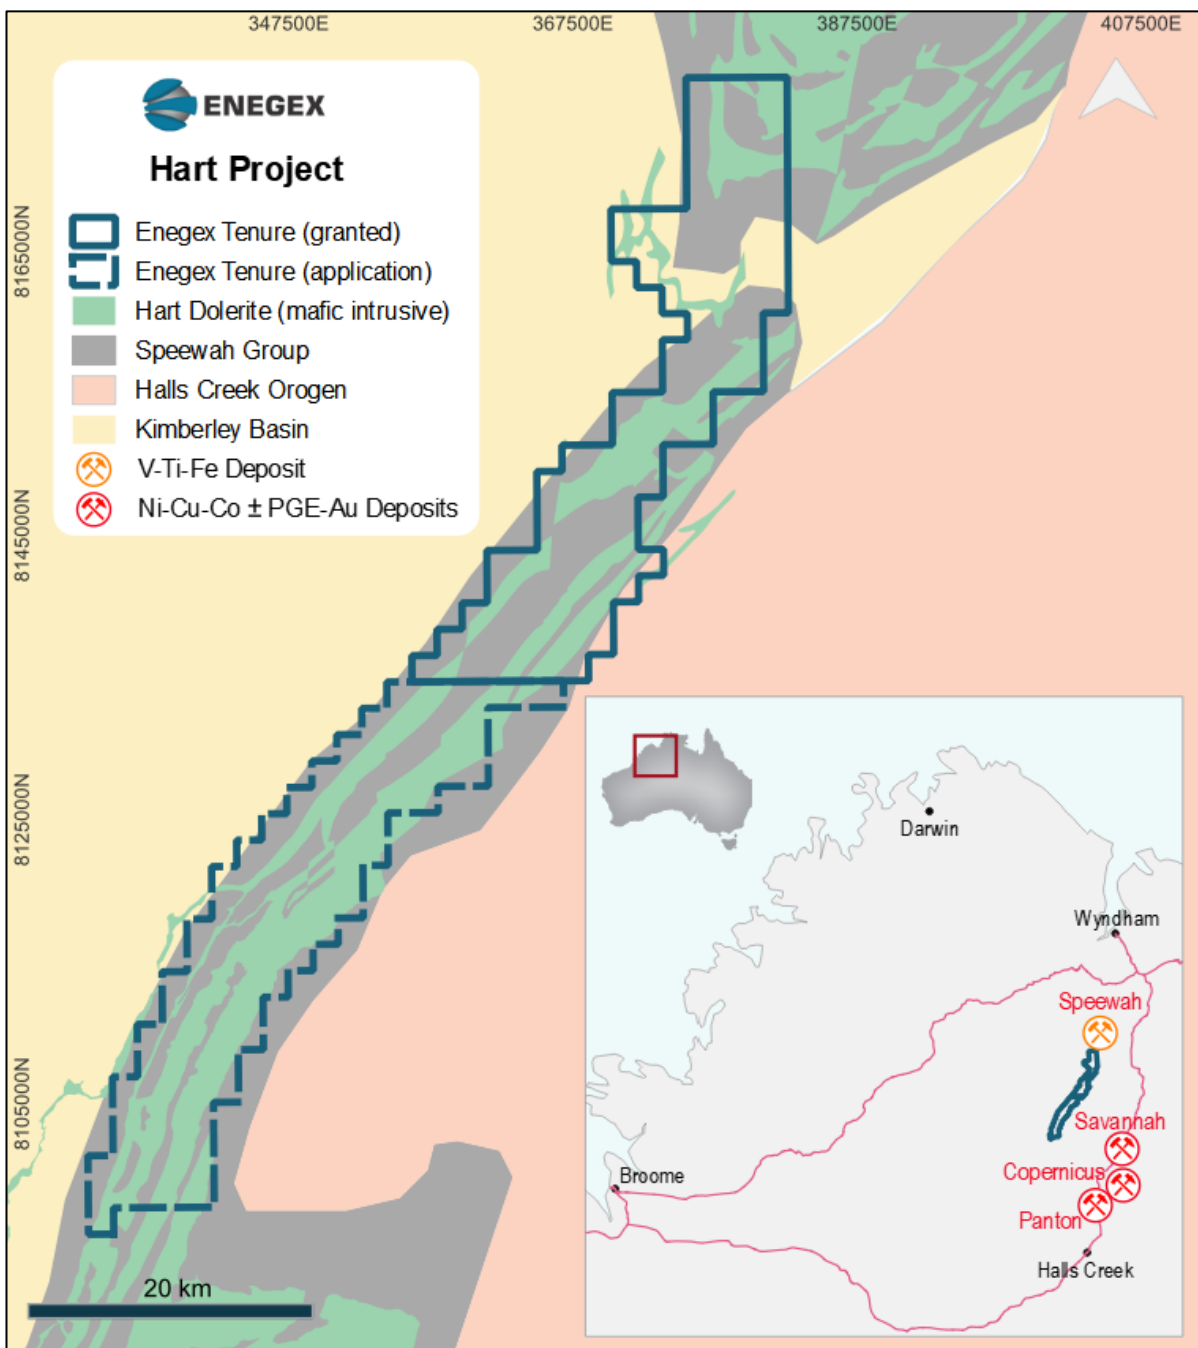 347500E
367500E
387500E
407500E
ENEGEX
Hart Project
Enegex Tenure (granted)
Enegex Tenure (application)
Hart Dolerite (mafic intrusive)
Speewah Group
Halls Creek Orogen
Kimberley Basin
V-Ti-Fe Deposit
Ni-Cu-Co ± PGE-Au Deposits
8165000N
8145000N
8125000N
8105000N
20 km
Darwin
Wyndham
Speewah
Savannah
Copernicus
Broome
Panton
Halls Creek